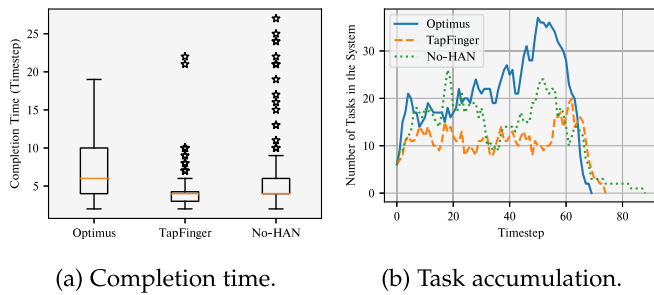 Completion Time (Timestep)
25
20
15
10
5
Optimus
TapFinger
No-HAN
(a) Completion time.
Number of Tasks in the System
30
20
10
0
Optimus
TapFinger
No-HAN
0
20
40
60
80
Timestep
(b) Task accumulation.